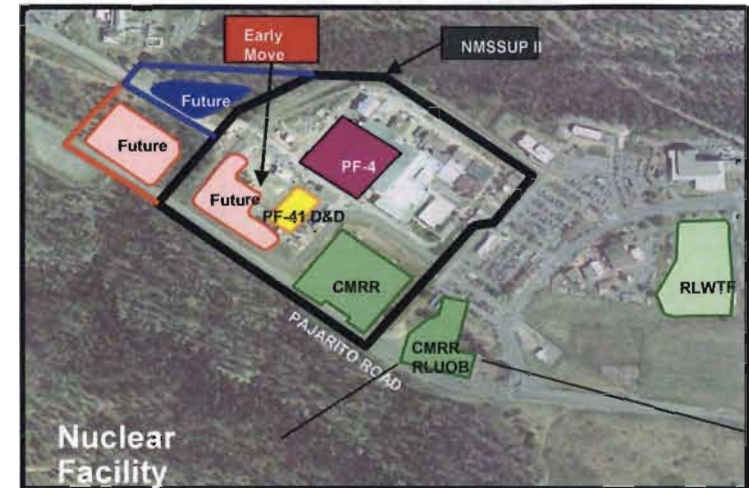 Early
Move
NMSSUP II
Future
Future
PF-4
Future
PF-41 D&D
CMRR
RLWTF
PAJARITO ROAD
CMRR
RLUOB
Nuclear
Facility